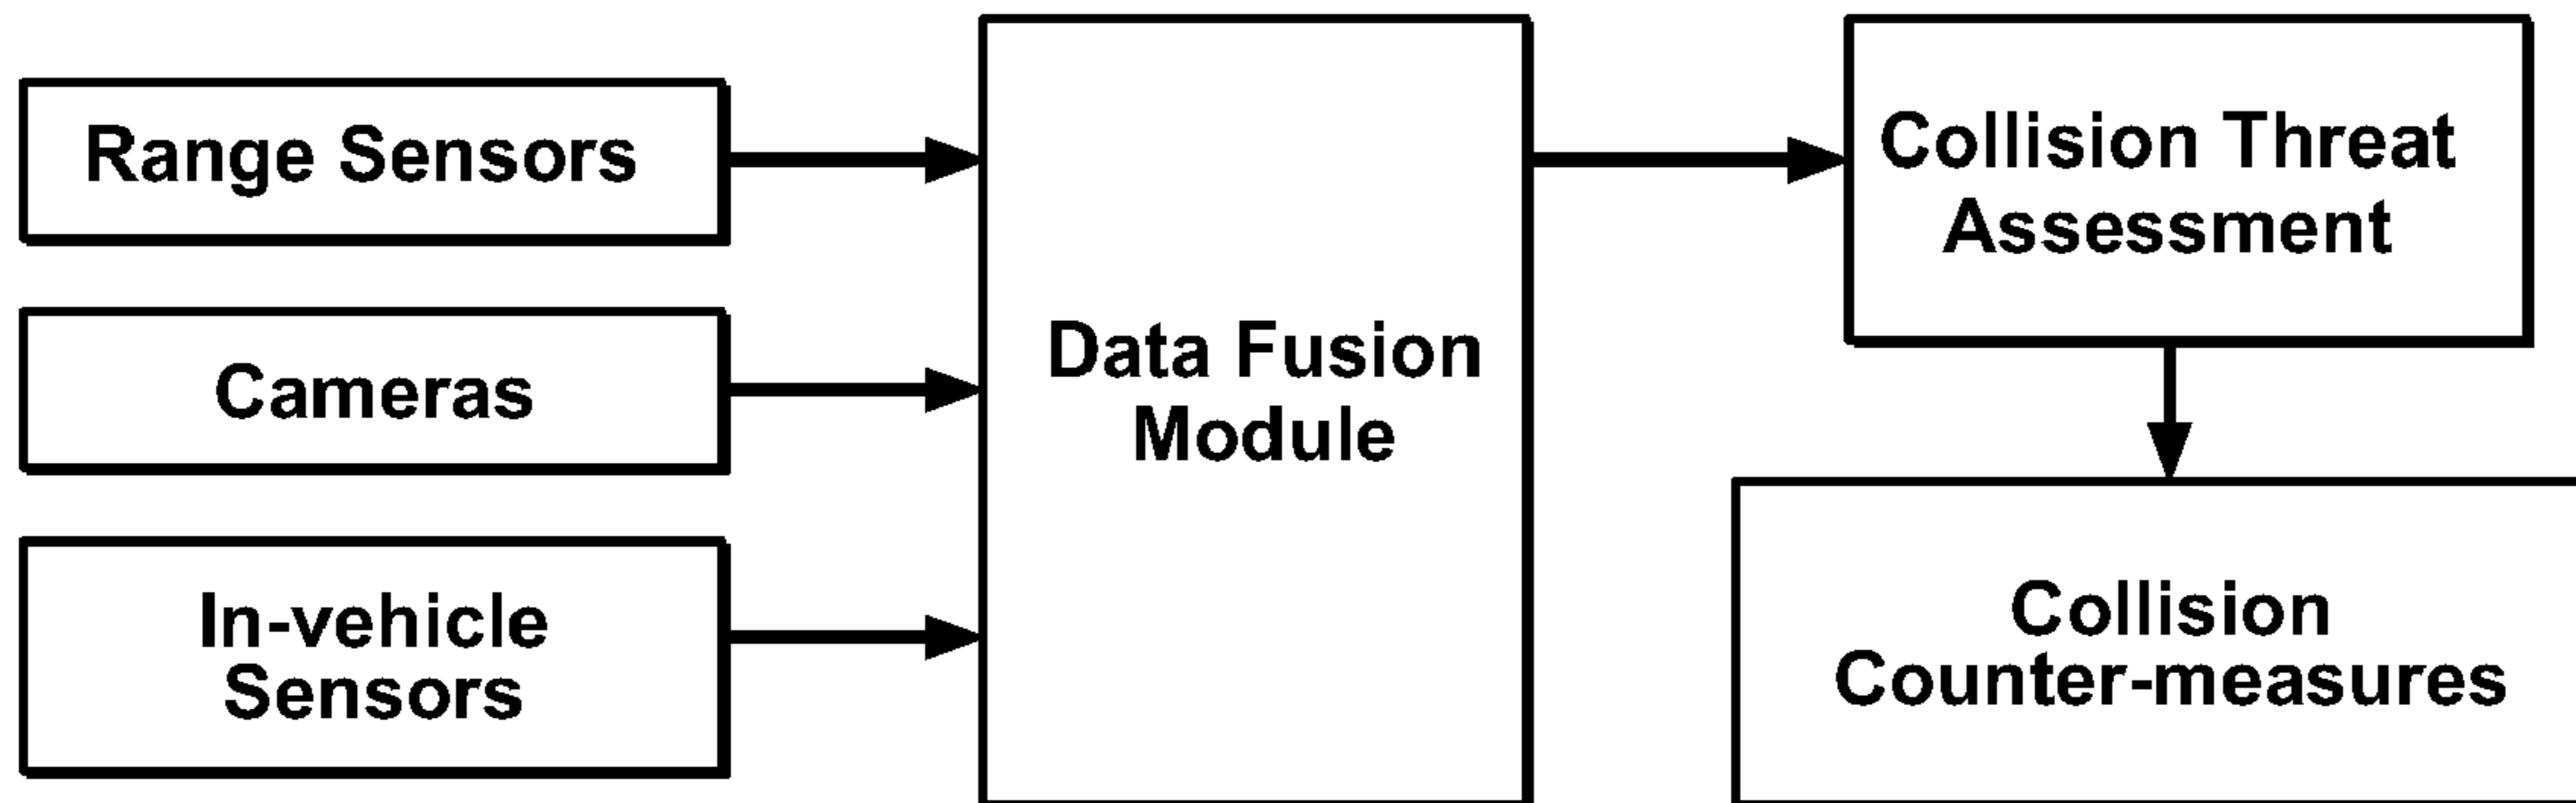 Range Sensors
Cameras
In-vehicle
Sensors
Data Fusion
Module
Collision Threat
Assessment
Collision
Counter-measures